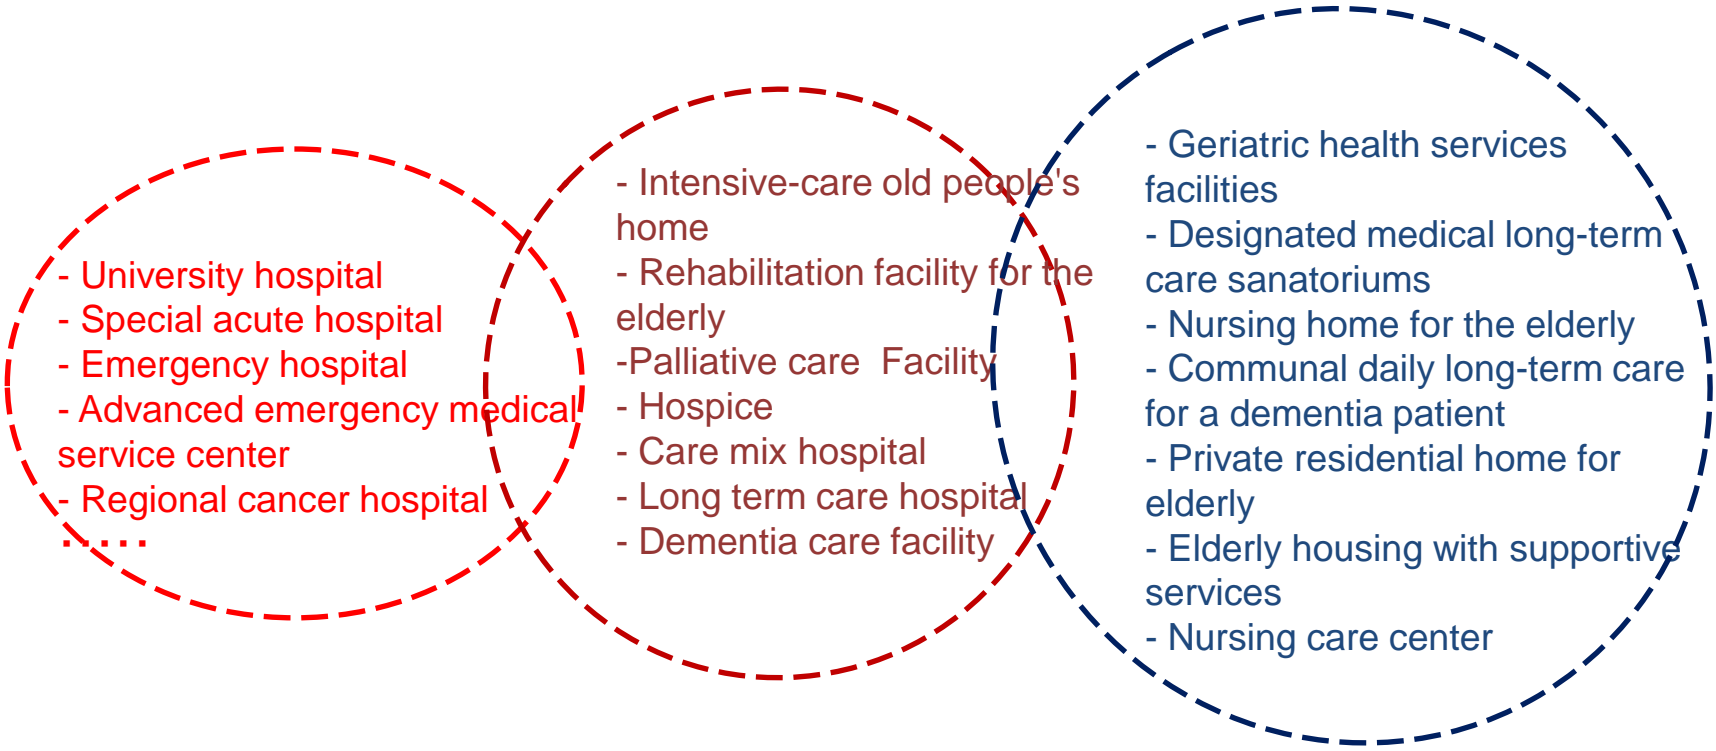 - University hospital
- Special acute hospital
- Emergency hospital
- Advanced emergency medical
service center
- Regional cancer hospital
.....
- Intensive-care old people's
home
- Rehabilitation facility for the
elderly
-Palliative care  Facility
- Hospice
- Care mix hospital
- Long term care hospital
- Dementia care facility
- Geriatric health services
facilities
- Designated medical long-term
care sanatoriums
- Nursing home for the elderly
- Communal daily long-term care
for a dementia patient
- Private residential home for
elderly
- Elderly housing with supportive
services
- Nursing care center